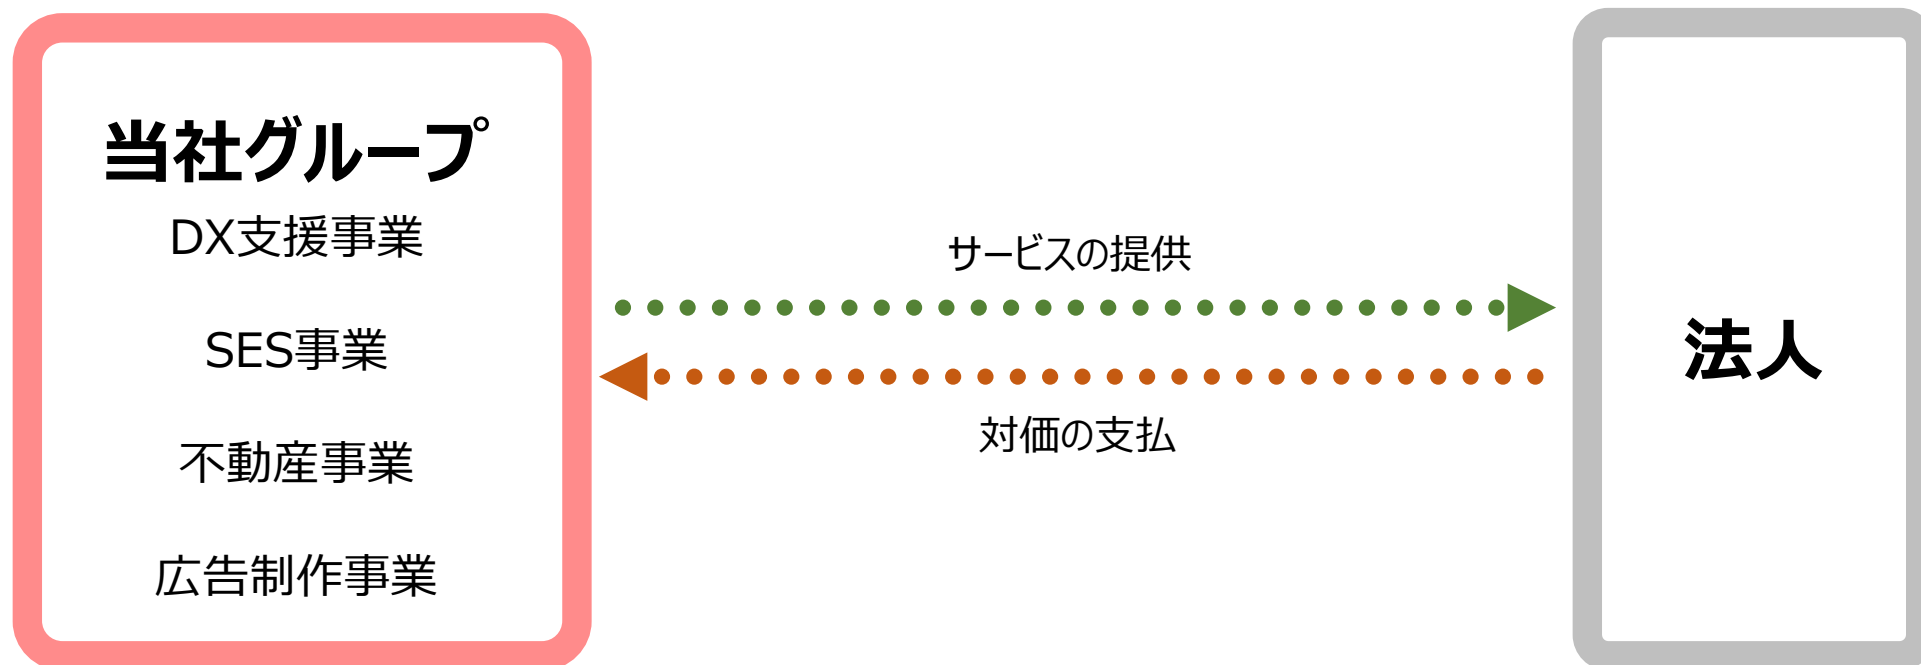 当社グループ
DX支援事業
SES事業
不動産事業
広告制作事業
サービスの提供
対価の支払
法人